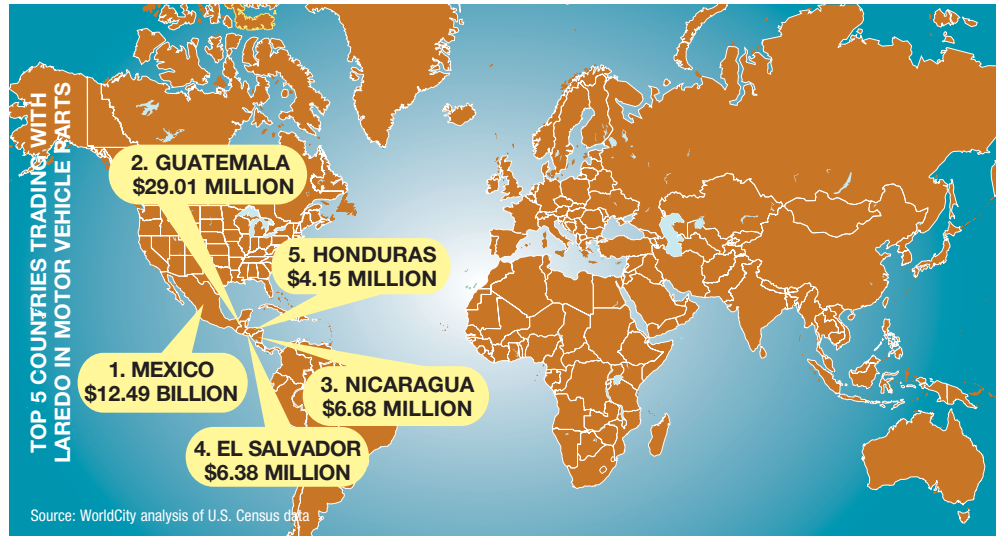 TOP 5 COUNTRIES TRADING WITH
LAREDO IN MOTOR VEHICLE PARTS
2. GUATEMALA
$29.01 MILLION
5. HONDURAS
$4.15 MILLION
1. MEXICO
$12.49 BILLION
3. NICARAGUA
$6.68 MILLION
4. EL SALVADOR
$6.38 MILLION
Source: WorldCity analysis of U.S. Census data